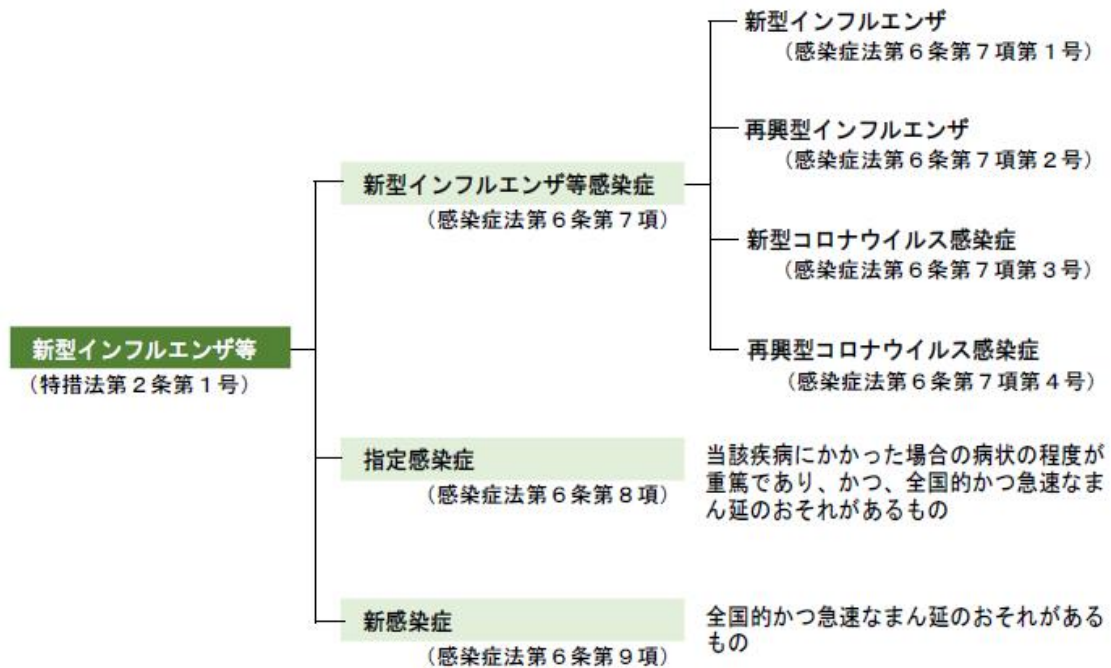 新型インフルエンザ
（感染症法第６条第７項第１号）
再興型インフルエンザ
（感染症法第６条第７項第２号）
新型インフルエンザ等感染症
（感染症法第６条第７項）
新型コロナウイルス感染症
（感染症法第６条第７項第３号）
新型インフルエンザ等
（特措法第２条第１号）
再興型コロナウイルス感染症
（感染症法第６条第７項第４号）
指定感染症
（感染症法第６条第８項）
当該疾病にかかった場合の病状の程度が
重篤であり、かつ、全国的かつ急速なま
ん延のおそれがあるもの
新感染症
（感染症法第６条第９項）
全国的かつ急速なまん延のおそれがある
もの